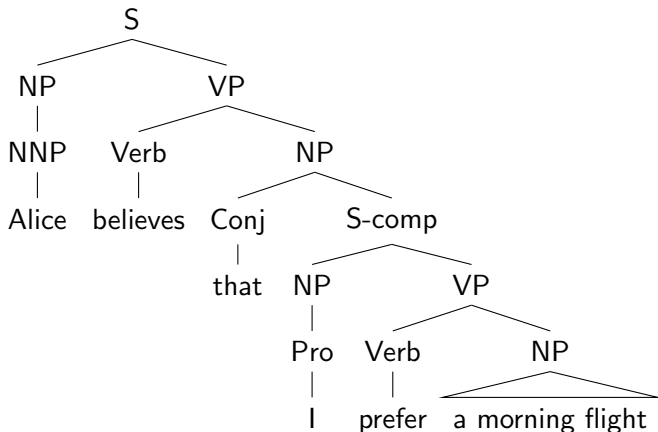 S
NP VP
NNP Verb NP
Alice believes Conj S-comp
that NP VP
Pro Verb NP
I prefer a morning flight